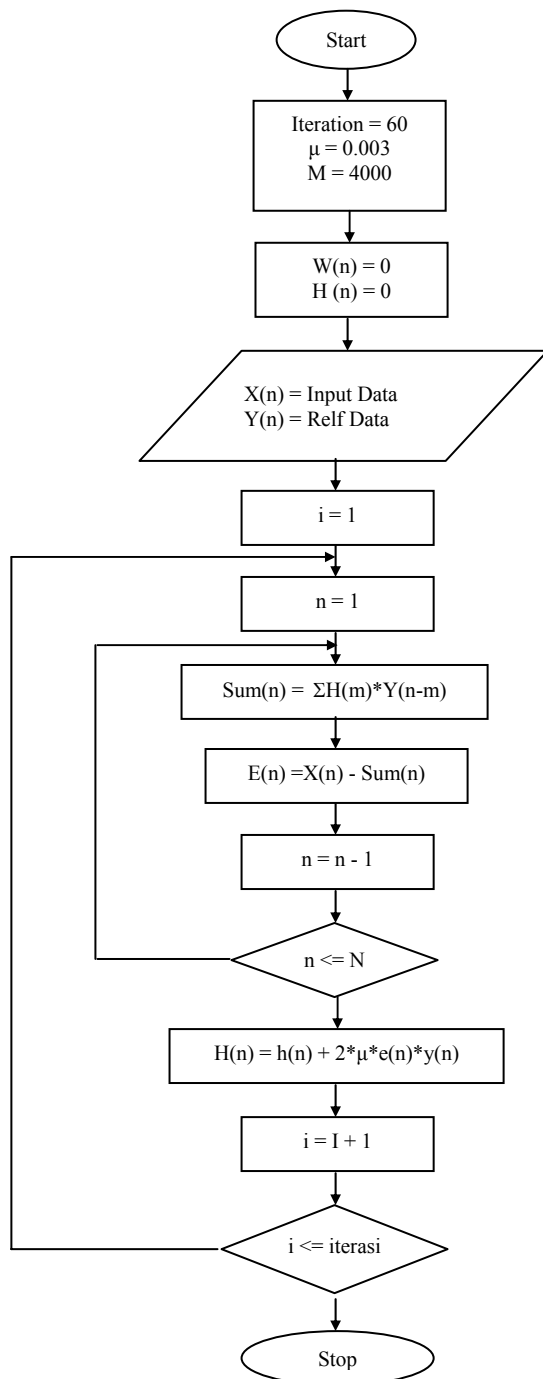 Start
Iteration = 60
μ = 0.003
M = 4000
W(n) = 0
H (n) = 0
X(n) = Input Data
Y(n) = Relf Data
i = 1
n = 1
Sum(n) = ΣH(m)*Y(n-m)
E(n) =X(n) - Sum(n)
n = n - 1
n <= N
H(n) = h(n) + 2*μ*e(n)*y(n)
i = I + 1
i <= iterasi
Stop